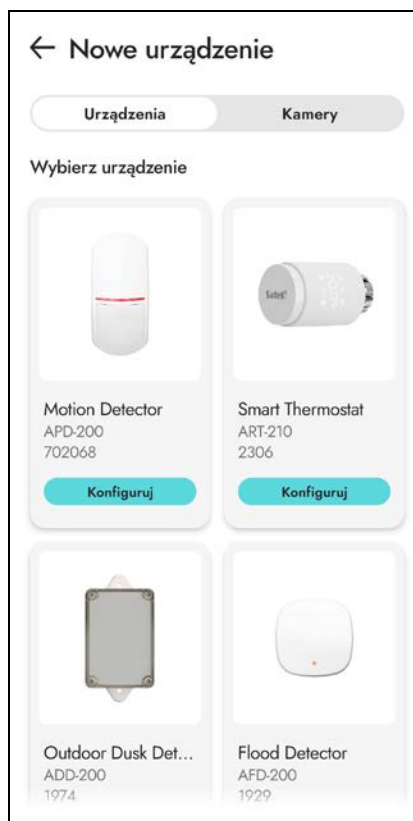 Nowe urządzenie
Urządzenia
Kamery
Wybierz urządzenie
Motion Detector
APD-200
702068
Konfiguruj
Smart Thermostat
ART-210
2306
Konfiguruj
Outdoor Dusk Det...
ADD-200
1974
Flood Detector
AFD-200
1929